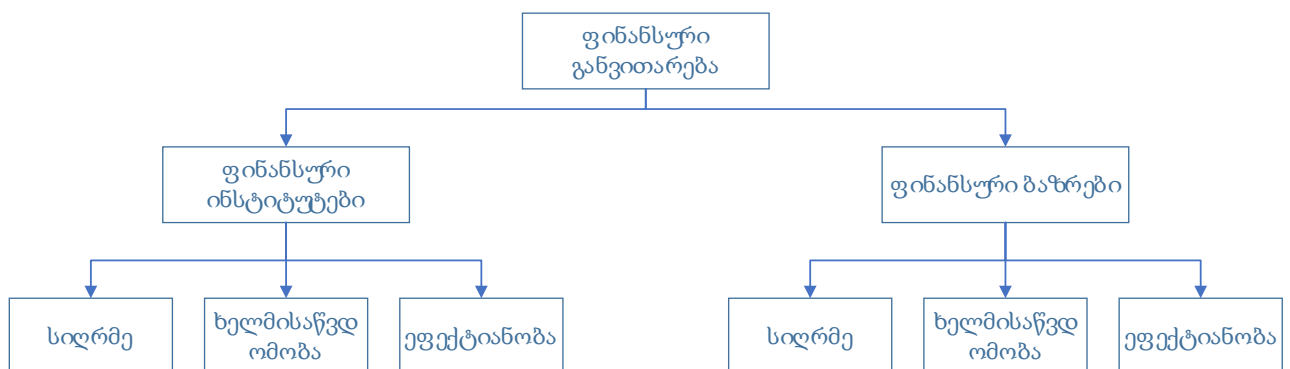 ფინანსური
განვითარება
ფინანსური
ინსტიტუტები
ფინანსური ბაზრები
სიღრმე
ხელმისაწვდ
ომობა
ეფექტიანობა
სიღრმე
ხელმისაწვდ
ომობა
ეფექტიანობა